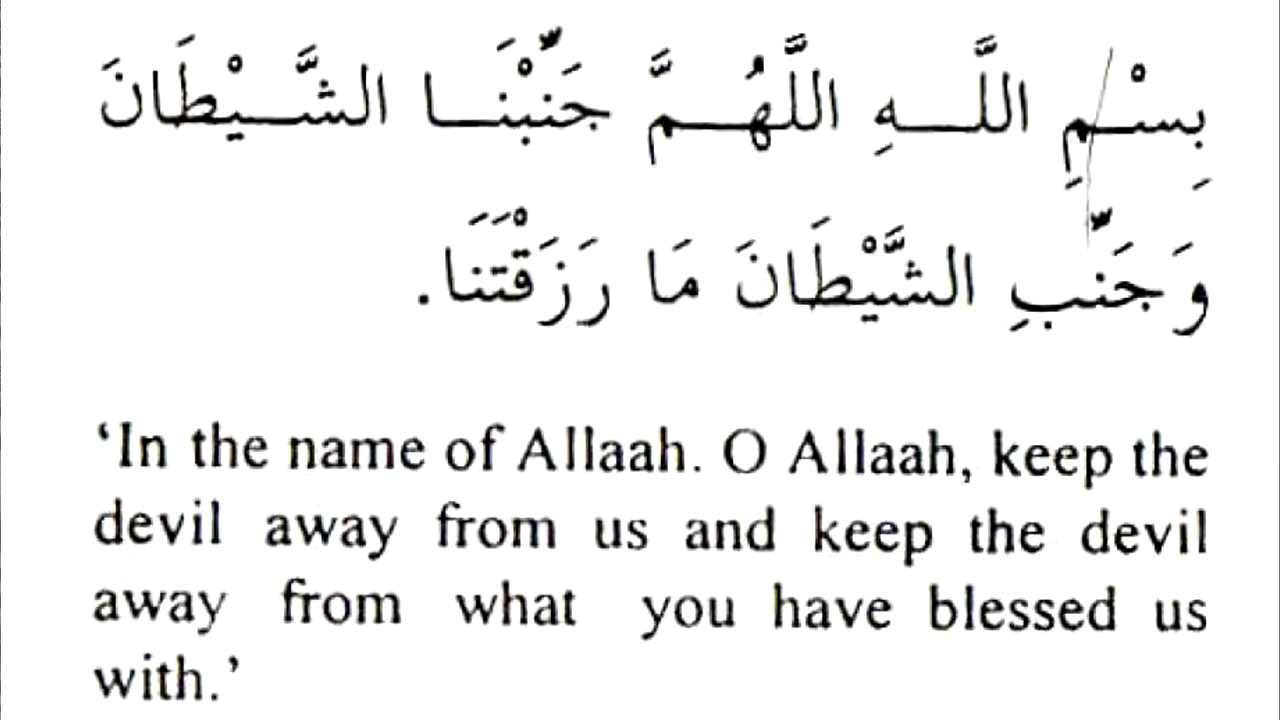 بِسْمِ اللَّهِ اللَّهُمَّ جَنِّبْنَا الشَّيْطَانَ
وَجَنِّبِ الشَّيْطَانَ مَا رَزَقْتَنَا.
‘In the name of Allaah. O Allaah, keep the
devil away from us and keep the devil
away from what you have blessed us
with.’